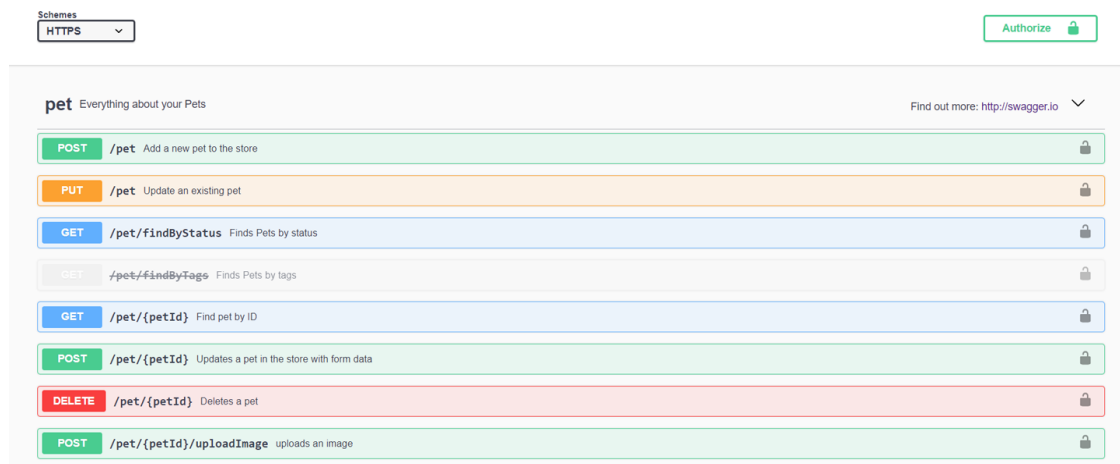 Schemes
HTTPS
Authorize
pet Everything about your Pets
Find out more: http://swagger.io
POST /pet Add a new pet to the store
PUT /pet Update an existing pet
GET /pet/findByStatus Finds Pets by status
GET /pet/findByTags Finds Pets by tags
GET /pet/{petId} Find pet by ID
POST /pet/{petId} Updates a pet in the store with form data
DELETE /pet/{petId} Deletes a pet
POST /pet/{petId}/uploadImage uploads an image